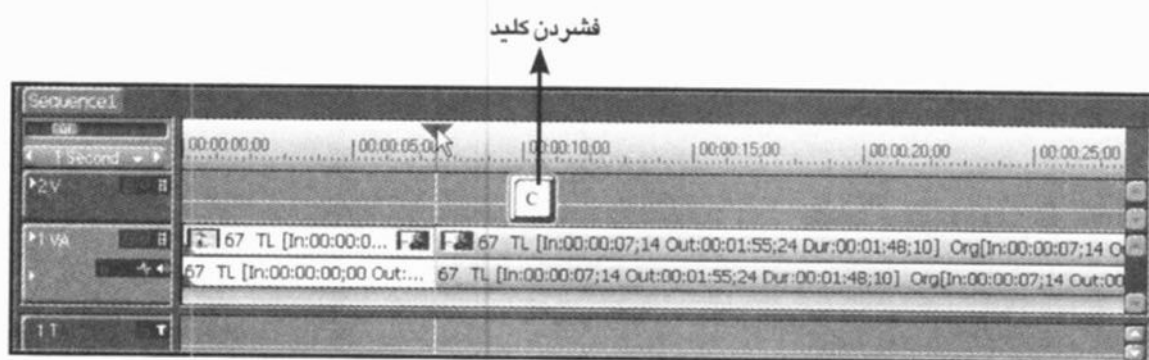 فشردن کلید
Sequence1
00:00:00;00 00:00:05;00 00:00:10;00 00:00:15;00 00:00:20;00 00:00:25;00
1 Second
2 V
C
1 VA 67 TL [In:00:00:0... 67 TL [In:00:00:07;14 Out:00:01:55;24 Dur:00:01:48;10] Org[In:00:00:07;14 O
67 TL [In:00:00:00;00 Out:... 67 TL [In:00:00:07;14 Out:00:01:55;24 Dur:00:01:48;10] Org[In:00:00:07;14 Out:00
1 T T